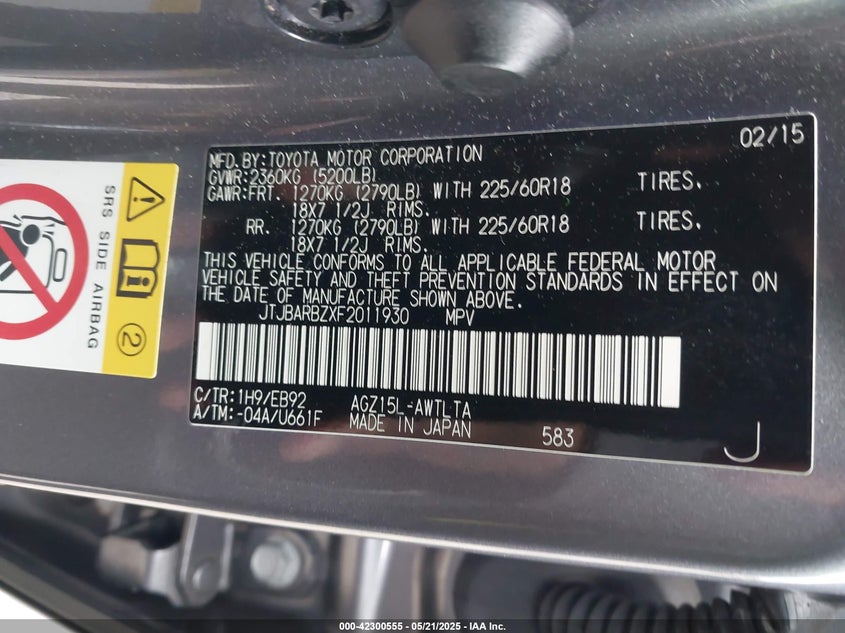 02/15
MFD.BY:TOYOTA MOTOR CORPORATION
GVWR:2360KG (5200LB)
GAWR:FRT. 1270KG (2790LB) WITH 225/60R18 TIRES.
18X7 1/2J RIMS.
RR. 1270KG (2790LB) WITH 225/60R18 TIRES.
18X7 1/2J RIMS.
THIS VEHICLE CONFORMS TO ALL APPLICABLE FEDERAL MOTOR
VEHICLE SAFETY AND THEFT PREVENTION STANDARDS IN EFFECT ON
THE DATE OF MANUFACTURE SHOWN ABOVE.
JTJBARBZXF2011930 MPV
C/TR:1H9/EB92 AGZ15L-AWTLTA
A/TM:-04A/U661F MADE IN JAPAN 583
J
SRS SIDE AIRBAG
2
000-42300555 - 05/21/2025 - IAA Inc.